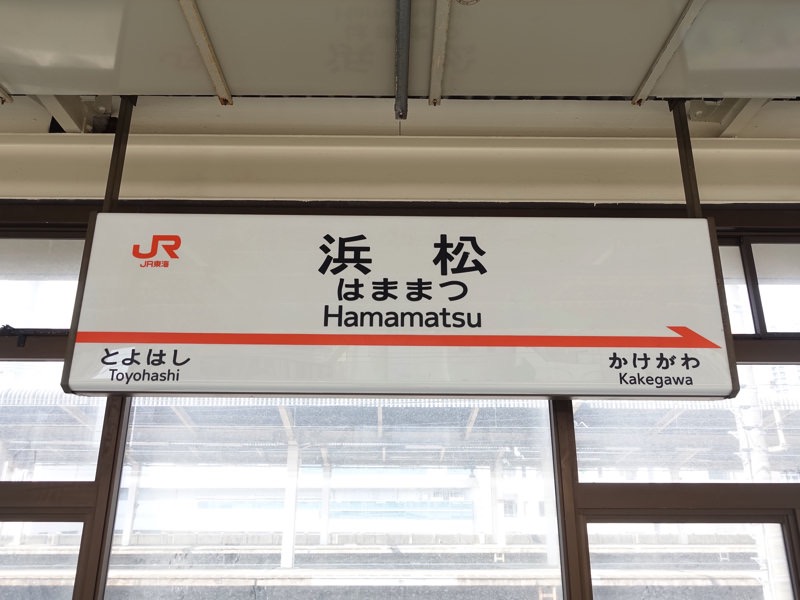 JR
JR東海
浜松
はままつ
Hamamatsu
とよはし
Toyohashi
かけがわ
Kakegawa